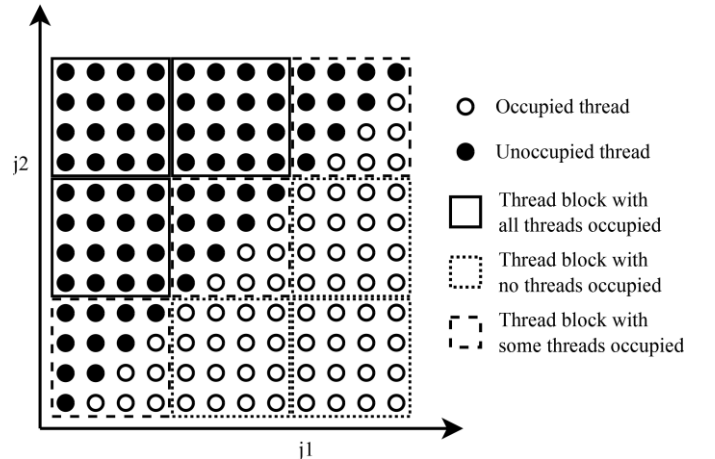 j2
j1
Occupied thread
Unoccupied thread
Thread block with
all threads occupied
Thread block with
no threads occupied
Thread block with
some threads occupied